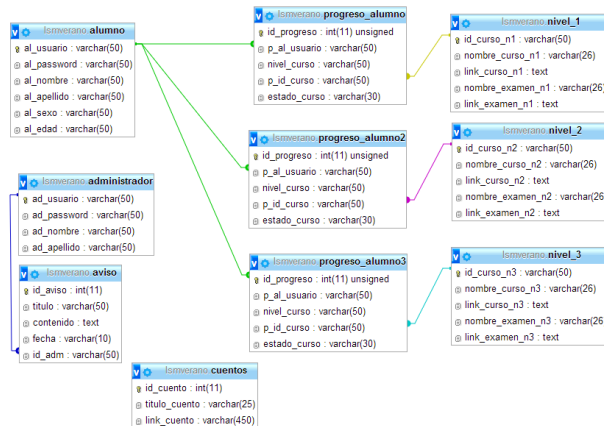 lsmverano alumno
al_usuario : varchar(50)
al_password : varchar(50)
al_nombre : varchar(50)
al_apellido : varchar(50)
al_sexo : varchar(50)
al_edad : varchar(50)
lsmverano progreso_alumno
id_progreso : int(11) unsigned
p_al_usuario : varchar(50)
nivel_curso : varchar(50)
p_id_curso : varchar(50)
estado_curso : varchar(30)
lsmverano nivel_1
id_curso_n1 : varchar(50)
nombre_curso_n1 : varchar(26)
link_curso_n1 : text
nombre_examen_n1 : varchar(26)
link_examen_n1 : text
lsmverano progreso_alumno2
id_progreso : int(11) unsigned
p_al_usuario : varchar(50)
nivel_curso : varchar(50)
p_id_curso : varchar(50)
estado_curso : varchar(30)
lsmverano nivel_2
id_curso_n2 : varchar(50)
nombre_curso_n2 : varchar(26)
link_curso_n2 : text
nombre_examen_n2 : varchar(26)
link_examen_n2 : text
lsmverano administrador
ad_usuario : varchar(50)
ad_password : varchar(50)
ad_nombre : varchar(50)
ad_apellido : varchar(50)
lsmverano aviso
id_aviso : int(11)
titulo : varchar(50)
contenido : text
fecha : varchar(10)
id_adm : varchar(50)
lsmverano progreso_alumno3
id_progreso : int(11) unsigned
p_al_usuario : varchar(50)
nivel_curso : varchar(50)
p_id_curso : varchar(50)
estado_curso : varchar(30)
lsmverano nivel_3
id_curso_n3 : varchar(50)
nombre_curso_n3 : varchar(26)
link_curso_n3 : text
nombre_examen_n3 : varchar(26)
link_examen_n3 : text
lsmverano cuentos
id_cuento : int(11)
titulo_cuento : varchar(25)
link_cuento : varchar(450)